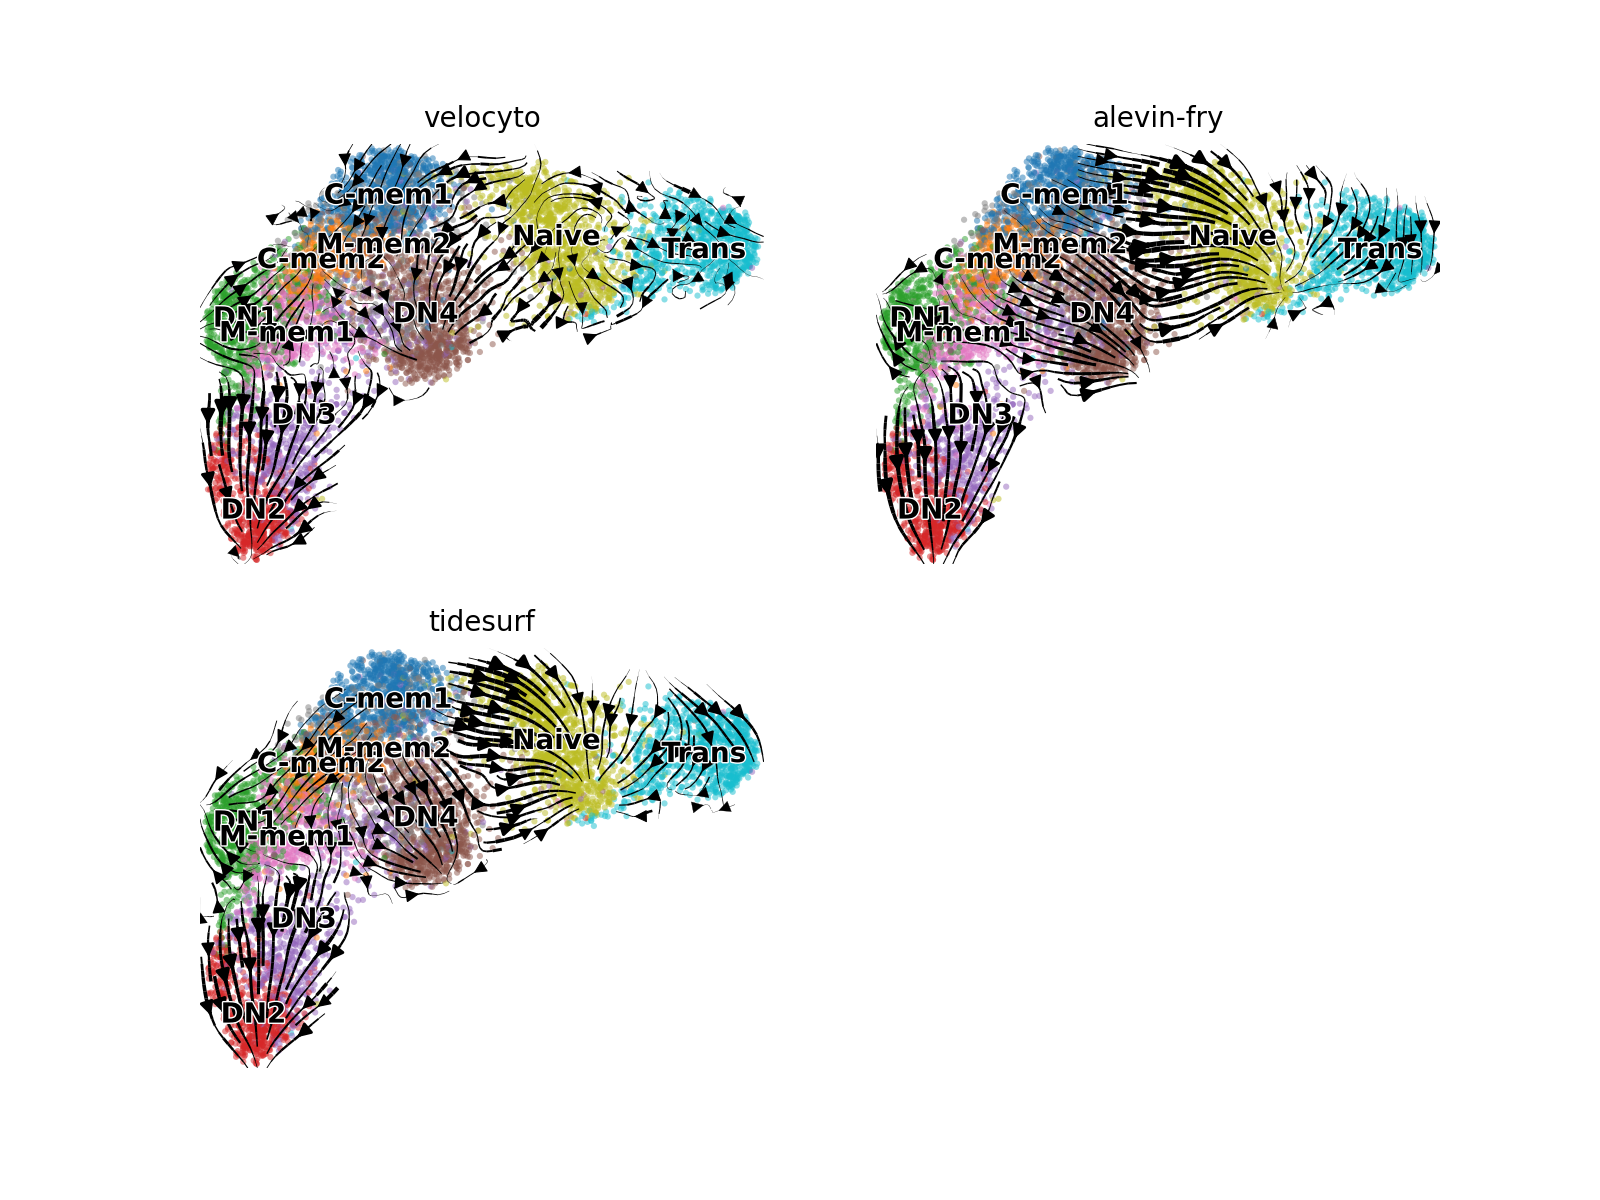 velocyto
C-mem1
M-mem2
C-mem2
Naive
Trans
DN1
M-mem1
DN4
DN3
DN2
alevin-fry
C-mem1
M-mem2
C-mem2
Naive
Trans
DN1
M-mem1
DN4
DN3
DN2
tidesurf
C-mem1
M-mem2
C-mem2
Naive
Trans
DN1
M-mem1
DN4
DN3
DN2